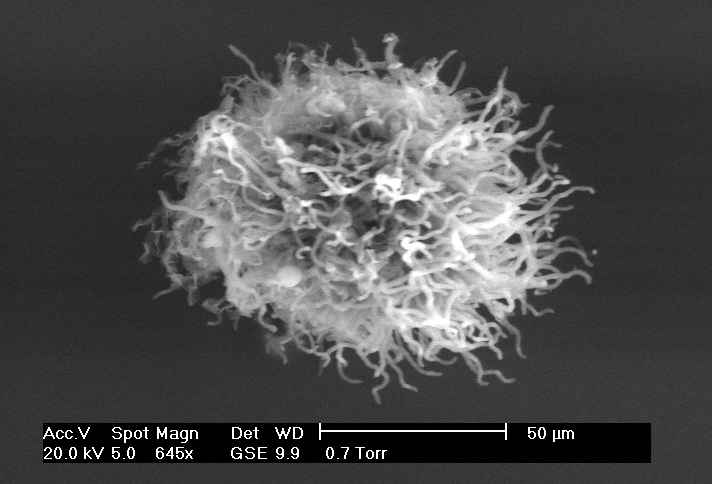 Acc.V Spot Magn Det WD 50 µm
20.0 kV 5.0 645x GSE 9.9 0.7 Torr